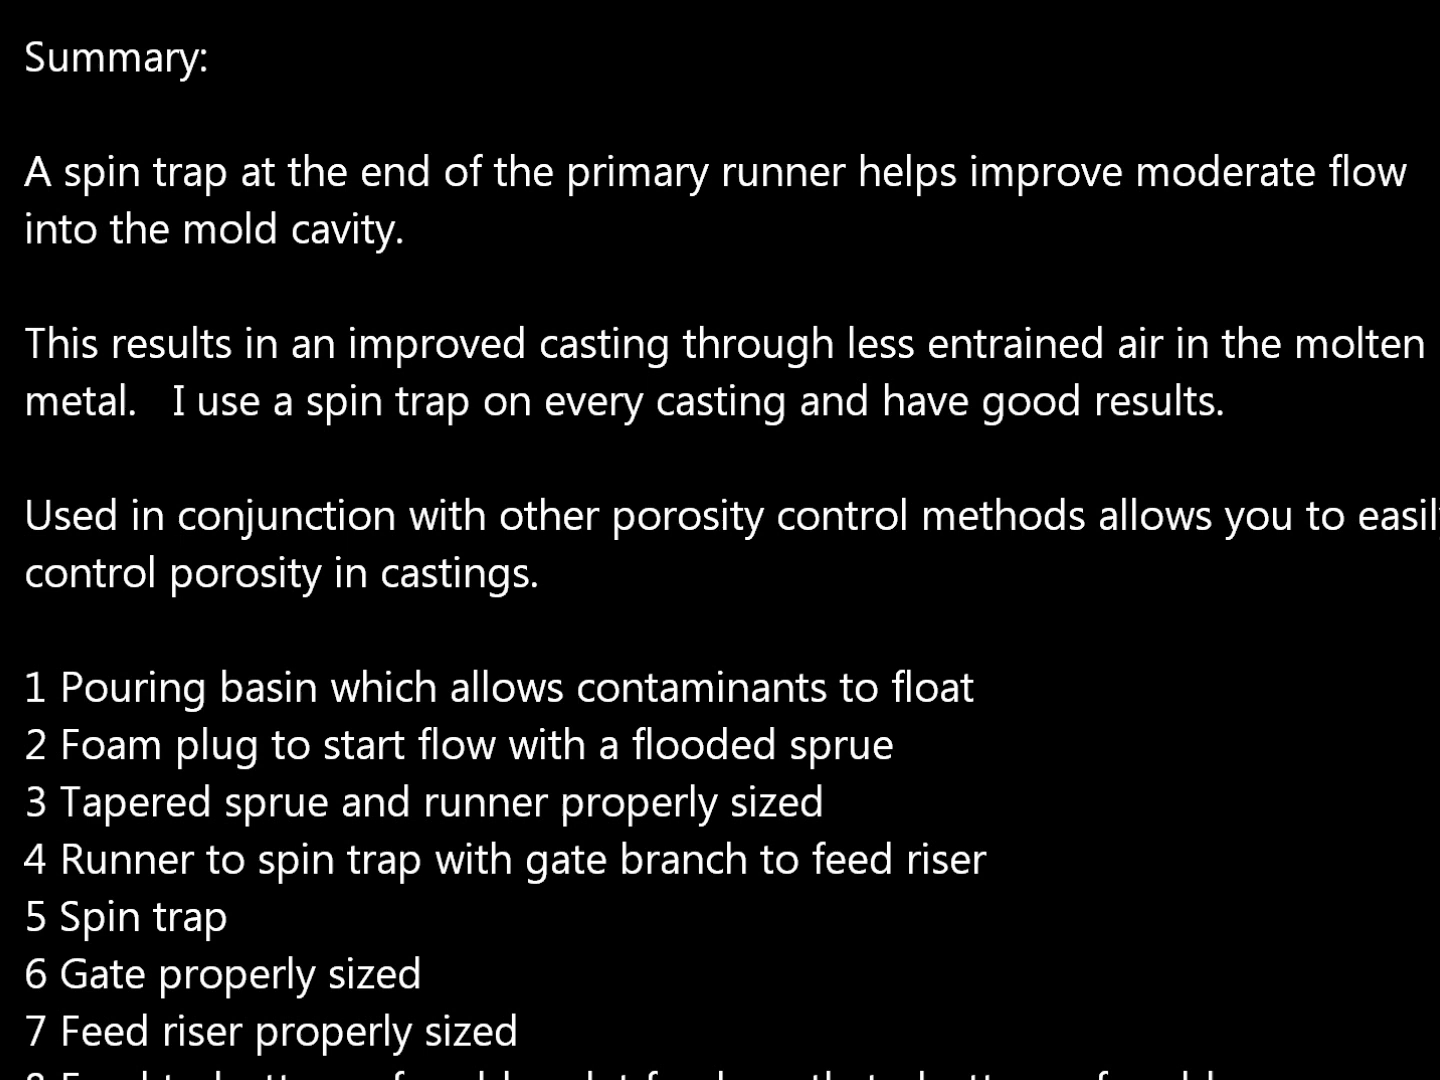 Summary:
A spin trap at the end of the primary runner helps improve moderate flow
into the mold cavity.
This results in an improved casting through less entrained air in the molten
metal.   I use a spin trap on every casting and have good results.
Used in conjunction with other porosity control methods allows you to easily
control porosity in castings.
1 Pouring basin which allows contaminants to float
2 Foam plug to start flow with a flooded sprue
3 Tapered sprue and runner properly sized
4 Runner to spin trap with gate branch to feed riser
5 Spin trap
6 Gate properly sized
7 Feed riser properly sized